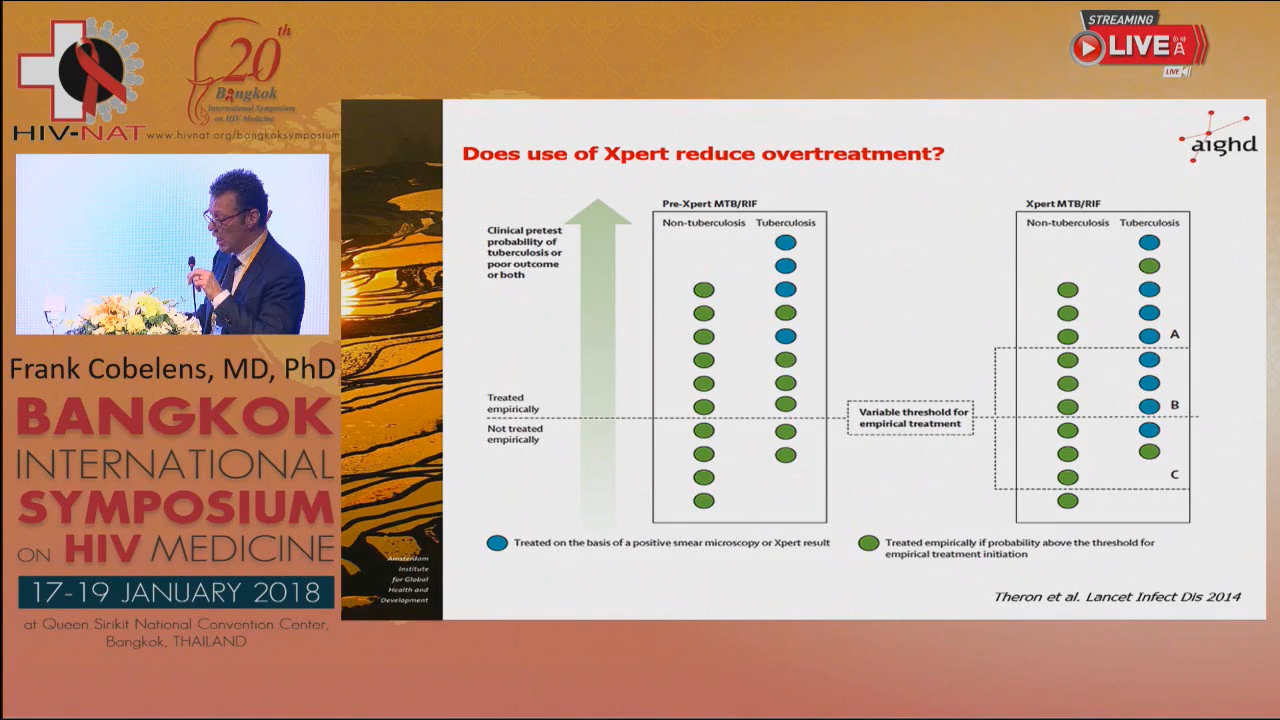 HIV-NAT
20th
Bangkok
International Symposium
on HIV Medicine
www.hivnat.org/bangkoksymposium
STREAMING
LIVE
LIVE
aighd
Does use of Xpert reduce overtreatment?
Clinical pretest
probability of
tuberculosis or
poor outcome
or both
Treated
empirically
Not treated
empirically
Pre-Xpert MTB/RIF
Non-tuberculosis Tuberculosis
Variable threshold for
empirical treatment
Xpert MTB/RIF
Non-tuberculosis Tuberculosis
A
B
C
Treated on the basis of a positive smear microscopy or Xpert result
Treated empirically if probability above the threshold for
empirical treatment initiation
Theron et al. Lancet Infect Dis 2014
Amsterdam
Institute
for Global
Health and
Development
Frank Cobelens, MD, PhD
BANGKOK
INTERNATIONAL
SYMPOSIUM
ON HIV MEDICINE
17-19 JANUARY 2018
at Queen Sirikit National Convention Center,
Bangkok, THAILAND